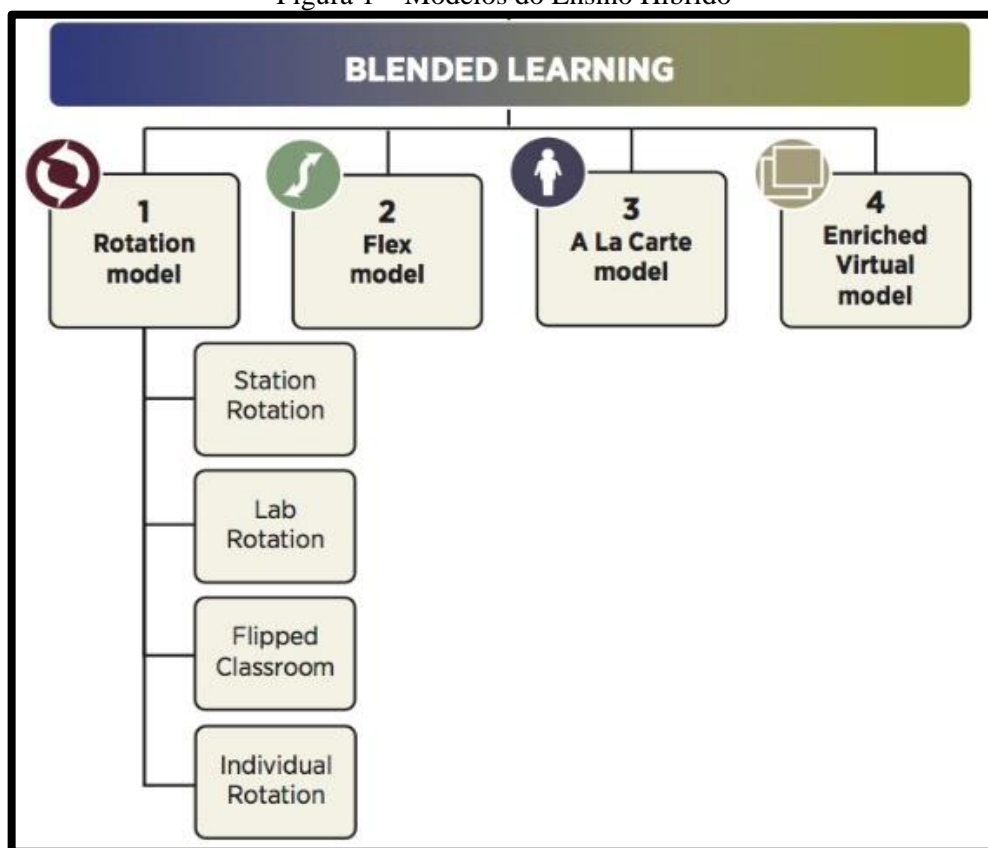 Figura 1 – Modelos do Ensino Híbrido
BLENDED LEARNING
1
Rotation
model
2
Flex
model
3
A La Carte
model
4
Enriched
Virtual
model
Station
Rotation
Lab
Rotation
Flipped
Classroom
Individual
Rotation